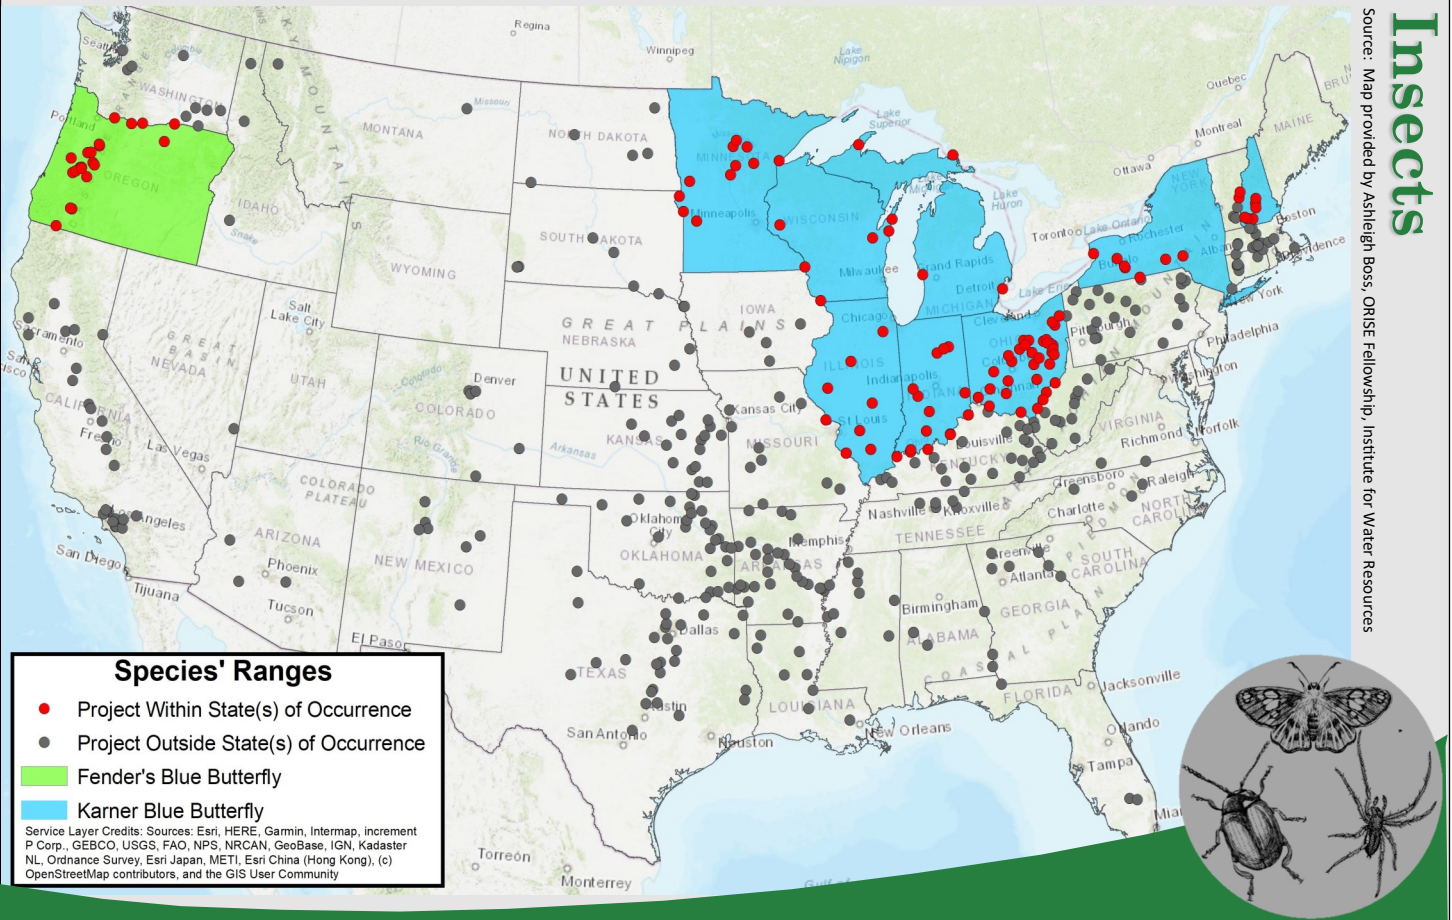 Insects
Source: Map provided by Ashleigh Boss, ORISE Fellowship, Institute for Water Resources
Regina
Winnipeg
Lake
Nipigon
Quebec
Montreal
MAINE
Ottawa
Lake
Superior
WASHINGTON
Portland
OREGON
Missouri
MONTANA
NORTH DAKOTA
MINNESOTA
Minneapolis
WISCONSIN
Lake
Huron
Toronto
Lake Ontario
Rochester
NEW
YORK
Boston
Providence
IDAHO
Snake
WYOMING
SOUTH DAKOTA
Milwaukee
Grand Rapids
Detroit
MICHIGAN
New York
Philadelphia
Pittsburgh
Washington
Sacramento
GREAT
BASIN
NEVADA
Salt
Lake City
UTAH
GREAT PLAINS
NEBRASKA
IOWA
Chicago
Cleveland
ILLINOIS
Indianapolis
UNITED
STATES
Denver
Colorado
COLORADO
Kansas City
KANSAS
Arkansas
MISSOURI
St Louis
Louisville
KENTUCKY
VIRGINIA
Richmond
Norfolk
CALIFORNIA
Fresno
Las Vegas
Rio Grande
COLORADO
PLATEAU
Los Angeles
San Diego
Tijuana
ARIZONA
Phoenix
Tucson
NEW MEXICO
El Paso
Oklahoma
City
OKLAHOMA
ARKANSAS
Memphis
Nashville
Knoxville
TENNESSEE
Greensboro
Raleigh
Charlotte
NORTH
CAROLINA
Greenville
SOUTH
CAROLINA
Atlanta
GEORGIA
Birmingham
ALABAMA
COASTAL
PLAIN
Dallas
TEXAS
Austin
San Antonio
Houston
LOUISIANA
New Orleans
FLORIDA
Jacksonville
Orlando
Tampa
Torreón
Monterrey
Species' Ranges
Project Within State(s) of Occurrence
Project Outside State(s) of Occurrence
Fender's Blue Butterfly
Karner Blue Butterfly
Service Layer Credits: Sources: Esri, HERE, Garmin, Intermap, increment
P Corp., GEBCO, USGS, FAO, NPS, NRCAN, GeoBase, IGN, Kadaster
NL, Ordnance Survey, Esri Japan, METI, Esri China (Hong Kong), (c)
OpenStreetMap contributors, and the GIS User Community